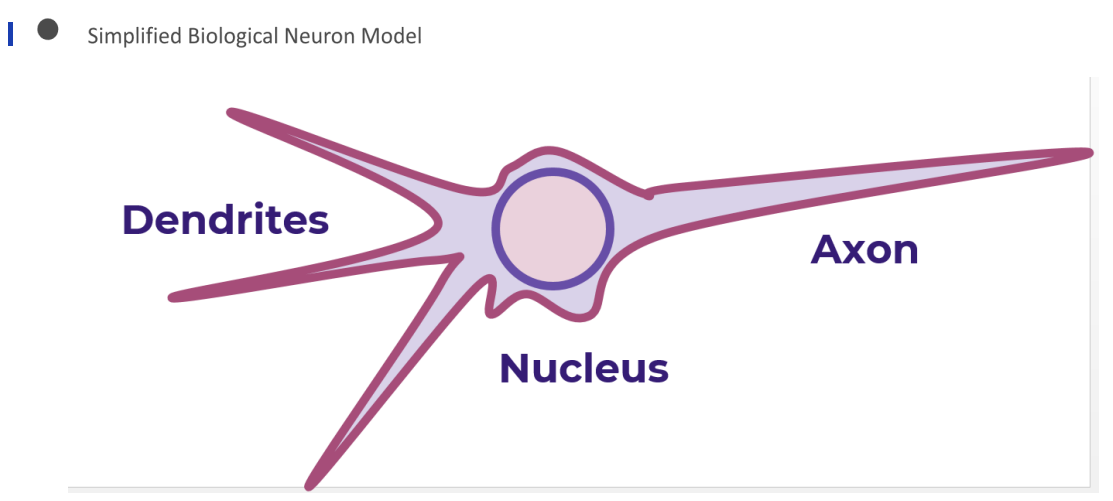 Simplified Biological Neuron Model
Dendrites
Axon
Nucleus